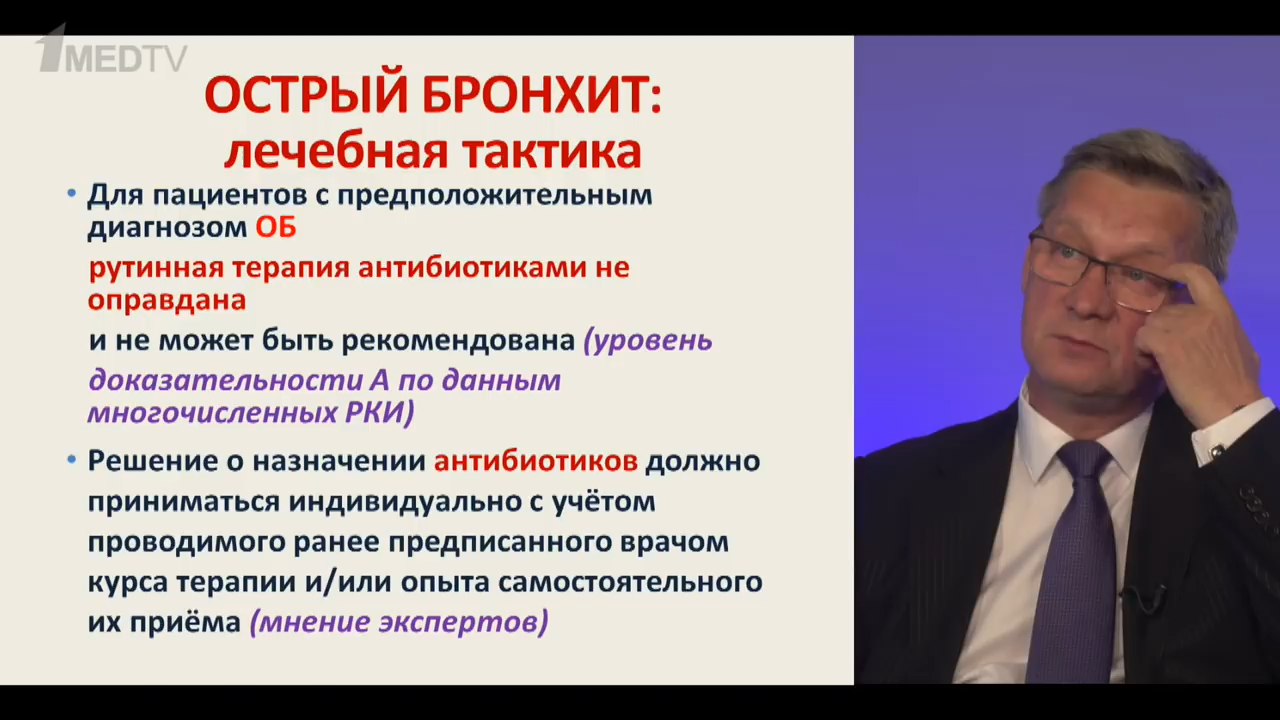 1MEDTV
ОСТРЫЙ БРОНХИТ:
лечебная тактика
• Для пациентов с предположительным
диагнозом ОБ
рутинная терапия антибиотиками не
оправдана
и не может быть рекомендована (уровень
доказательности А по данным
многочисленных РКИ)
• Решение о назначении антибиотиков должно
приниматься индивидуально с учётом
проводимого ранее предписанного врачом
курса терапии и/или опыта самостоятельного
их приёма (мнение экспертов)